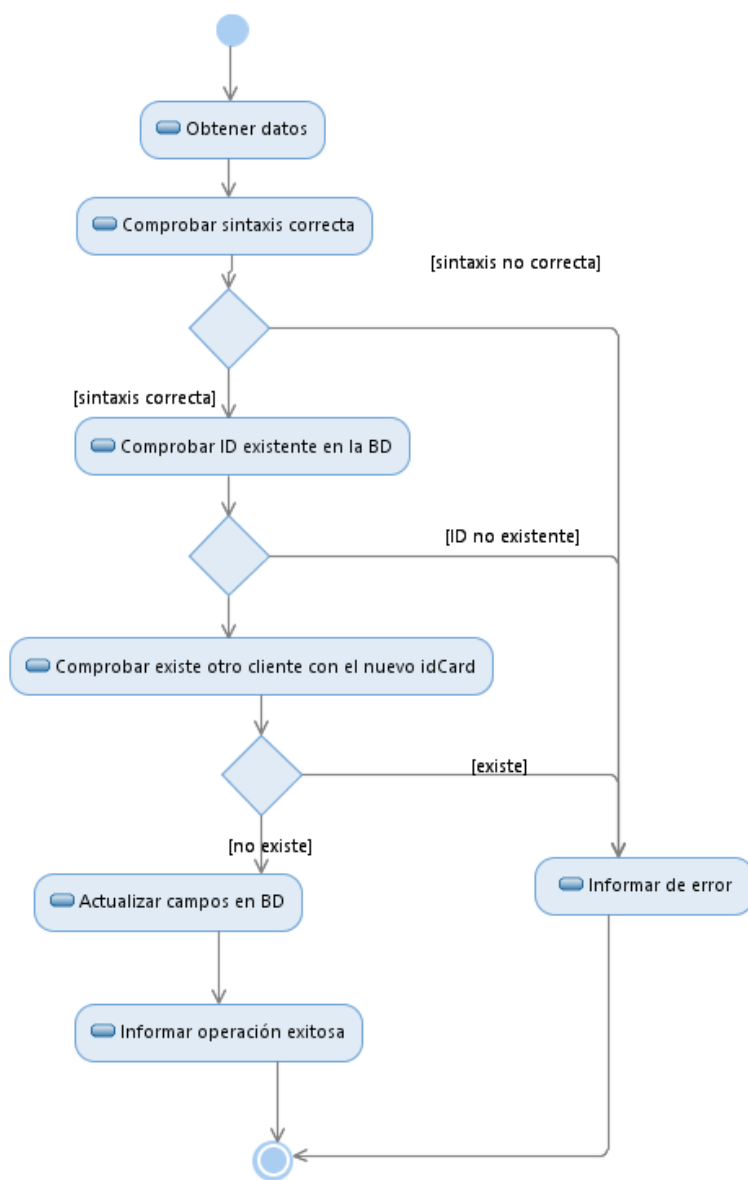 Obtener datos
Comprobar sintaxis correcta
[sintaxis no correcta]
[sintaxis correcta]
Comprobar ID existente en la BD
[ID no existente]
Comprobar existe otro cliente con el nuevo idCard
[existe]
[no existe]
Actualizar campos en BD
Informar de error
Informar operación exitosa